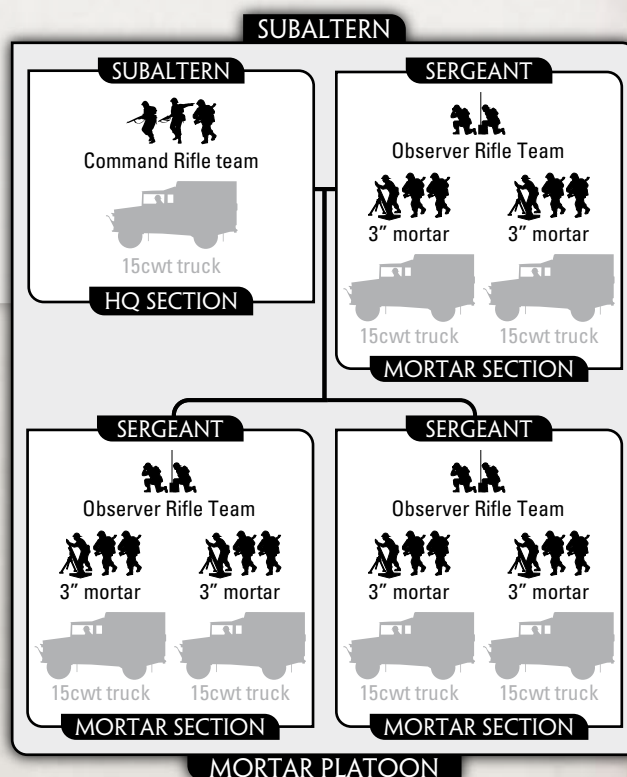 SUBALTERN
SUBALTERN
Command Rifle team
15cwt truck
HQ SECTION
SERGEANT
Observer Rifle Team
3″ mortar 3″ mortar
15cwt truck 15cwt truck
MORTAR SECTION
SERGEANT
Observer Rifle Team
3″ mortar 3″ mortar
15cwt truck 15cwt truck
MORTAR SECTION
SERGEANT
Observer Rifle Team
3″ mortar 3″ mortar
15cwt truck 15cwt truck
MORTAR SECTION
MORTAR PLATOON